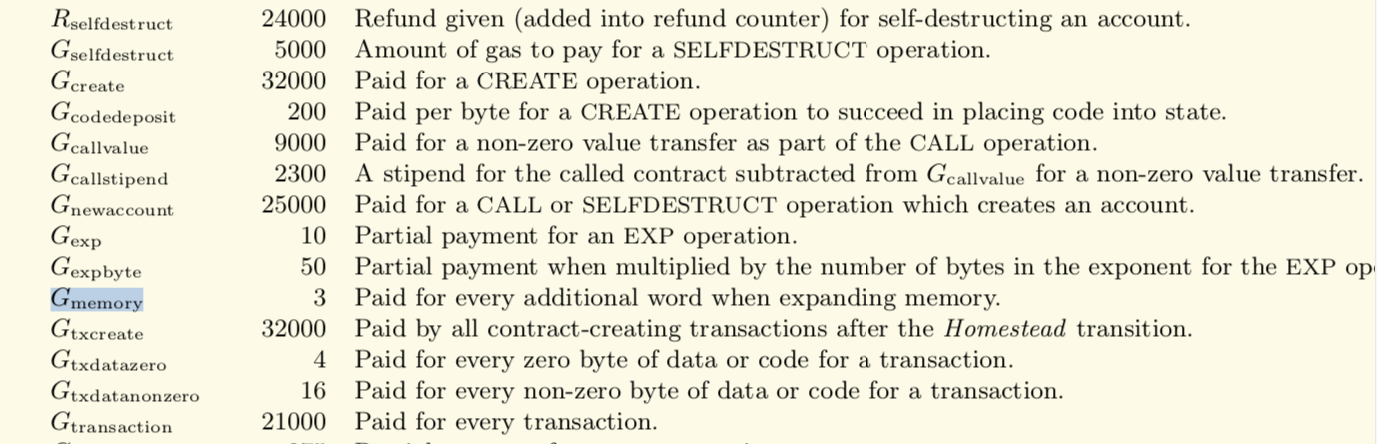 Rselfdestruct 24000 Refund given (added into refund counter) for self-destructing an account.
Gselfdestruct 5000 Amount of gas to pay for a SELFDESTRUCT operation.
Gcreate 32000 Paid for a CREATE operation.
Gcodedeposit 200 Paid per byte for a CREATE operation to succeed in placing code into state.
Gcallvalue 9000 Paid for a non-zero value transfer as part of the CALL operation.
Gcallstipend 2300 A stipend for the called contract subtracted from Gcallvalue for a non-zero value transfer.
Gnewaccount 25000 Paid for a CALL or SELFDESTRUCT operation which creates an account.
Gexp 10 Partial payment for an EXP operation.
Gexpbyte 50 Partial payment when multiplied by the number of bytes in the exponent for the EXP
Gmemory 3 Paid for every additional word when expanding memory.
Gtxcreate 32000 Paid by all contract-creating transactions after the Homestead transition.
Gtxdatazero 4 Paid for every zero byte of data or code for a transaction.
Gtxdatanonzero 16 Paid for every non-zero byte of data or code for a transaction.
Gtransaction 21000 Paid for every transaction.